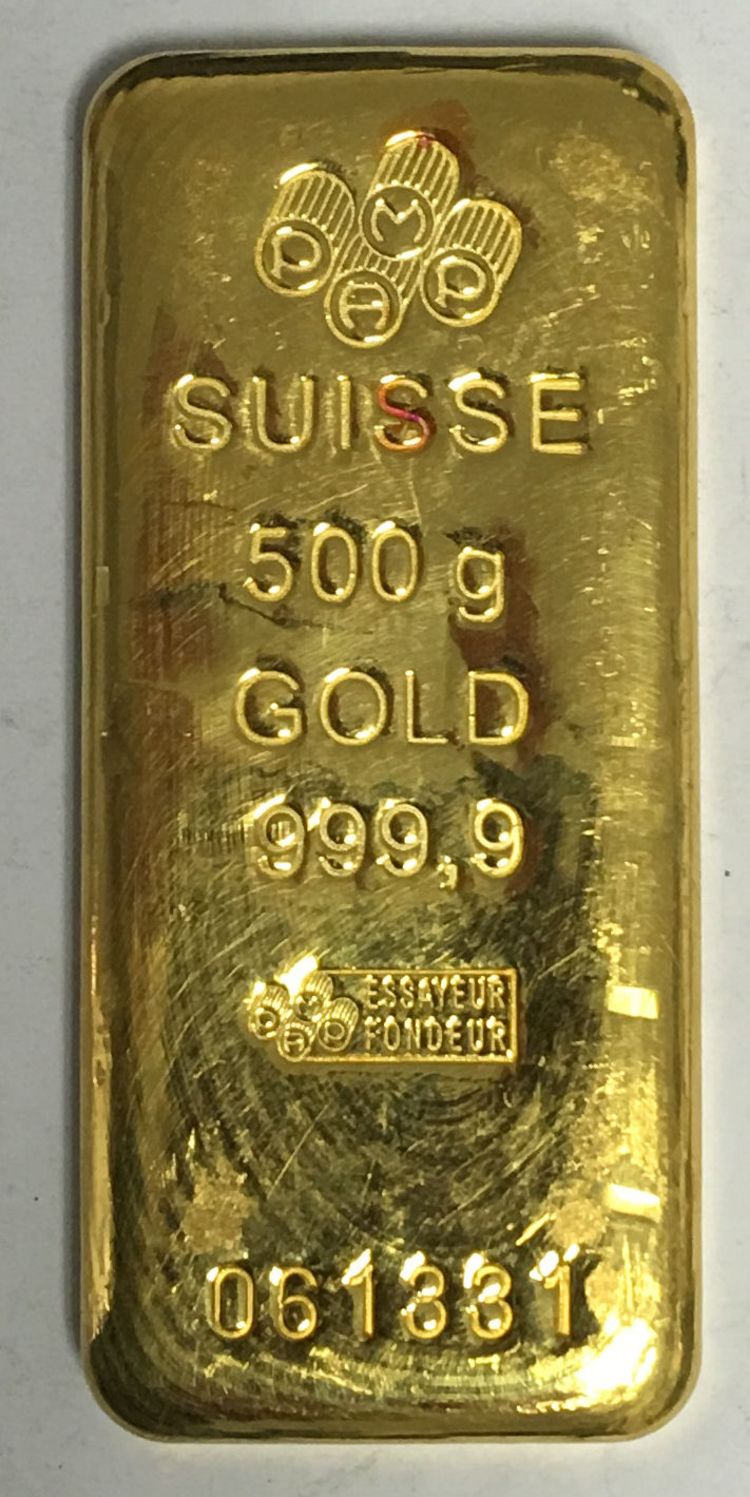 PAMP
SUISSE
500 g
GOLD
999,9
PAMP ESSAYEUR
FONDEUR
061331